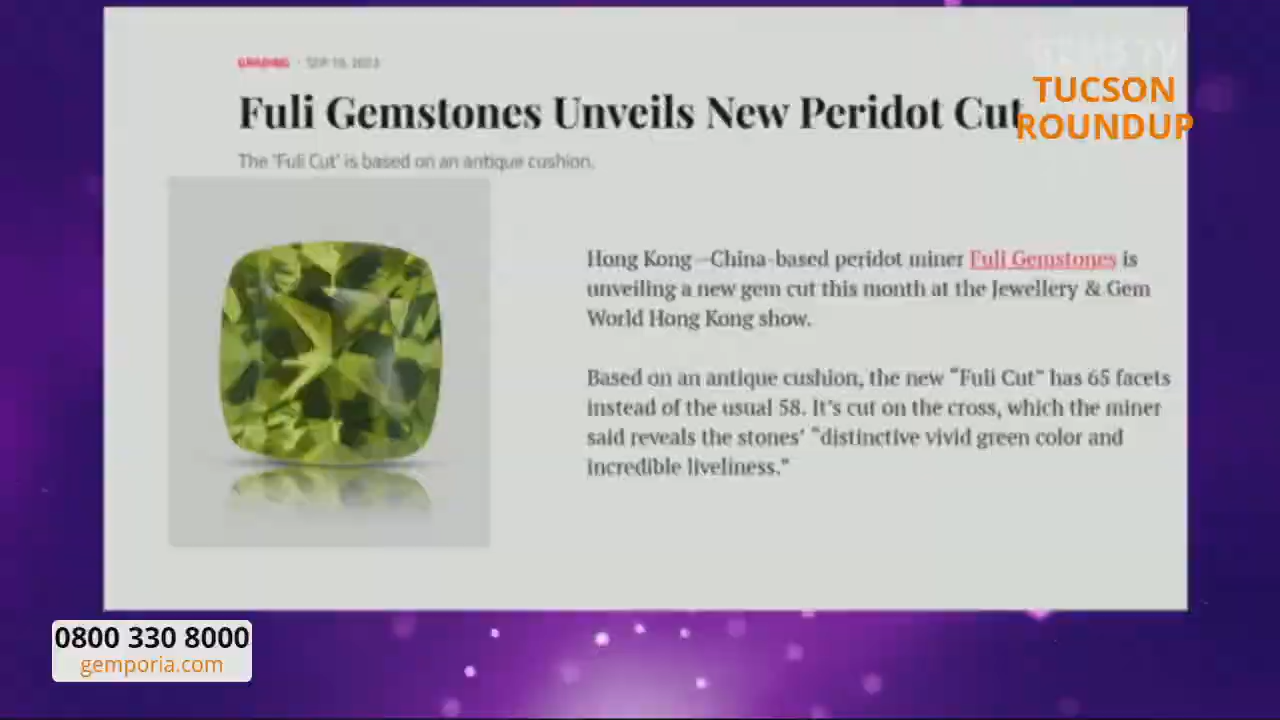 GEMS TV
TUCSON
ROUNDUP
GRADING · SEP 19, 2023
Fuli Gemstones Unveils New Peridot Cut
The 'Fuli Cut' is based on an antique cushion.
Hong Kong—China-based peridot miner Fuli Gemstones is
unveiling a new gem cut this month at the Jewellery & Gem
World Hong Kong show.
Based on an antique cushion, the new "Fuli Cut" has 65 facets
instead of the usual 58. It's cut on the cross, which the miner
said reveals the stones' "distinctive vivid green color and
incredible liveliness."
0800 330 8000
gemporia.com